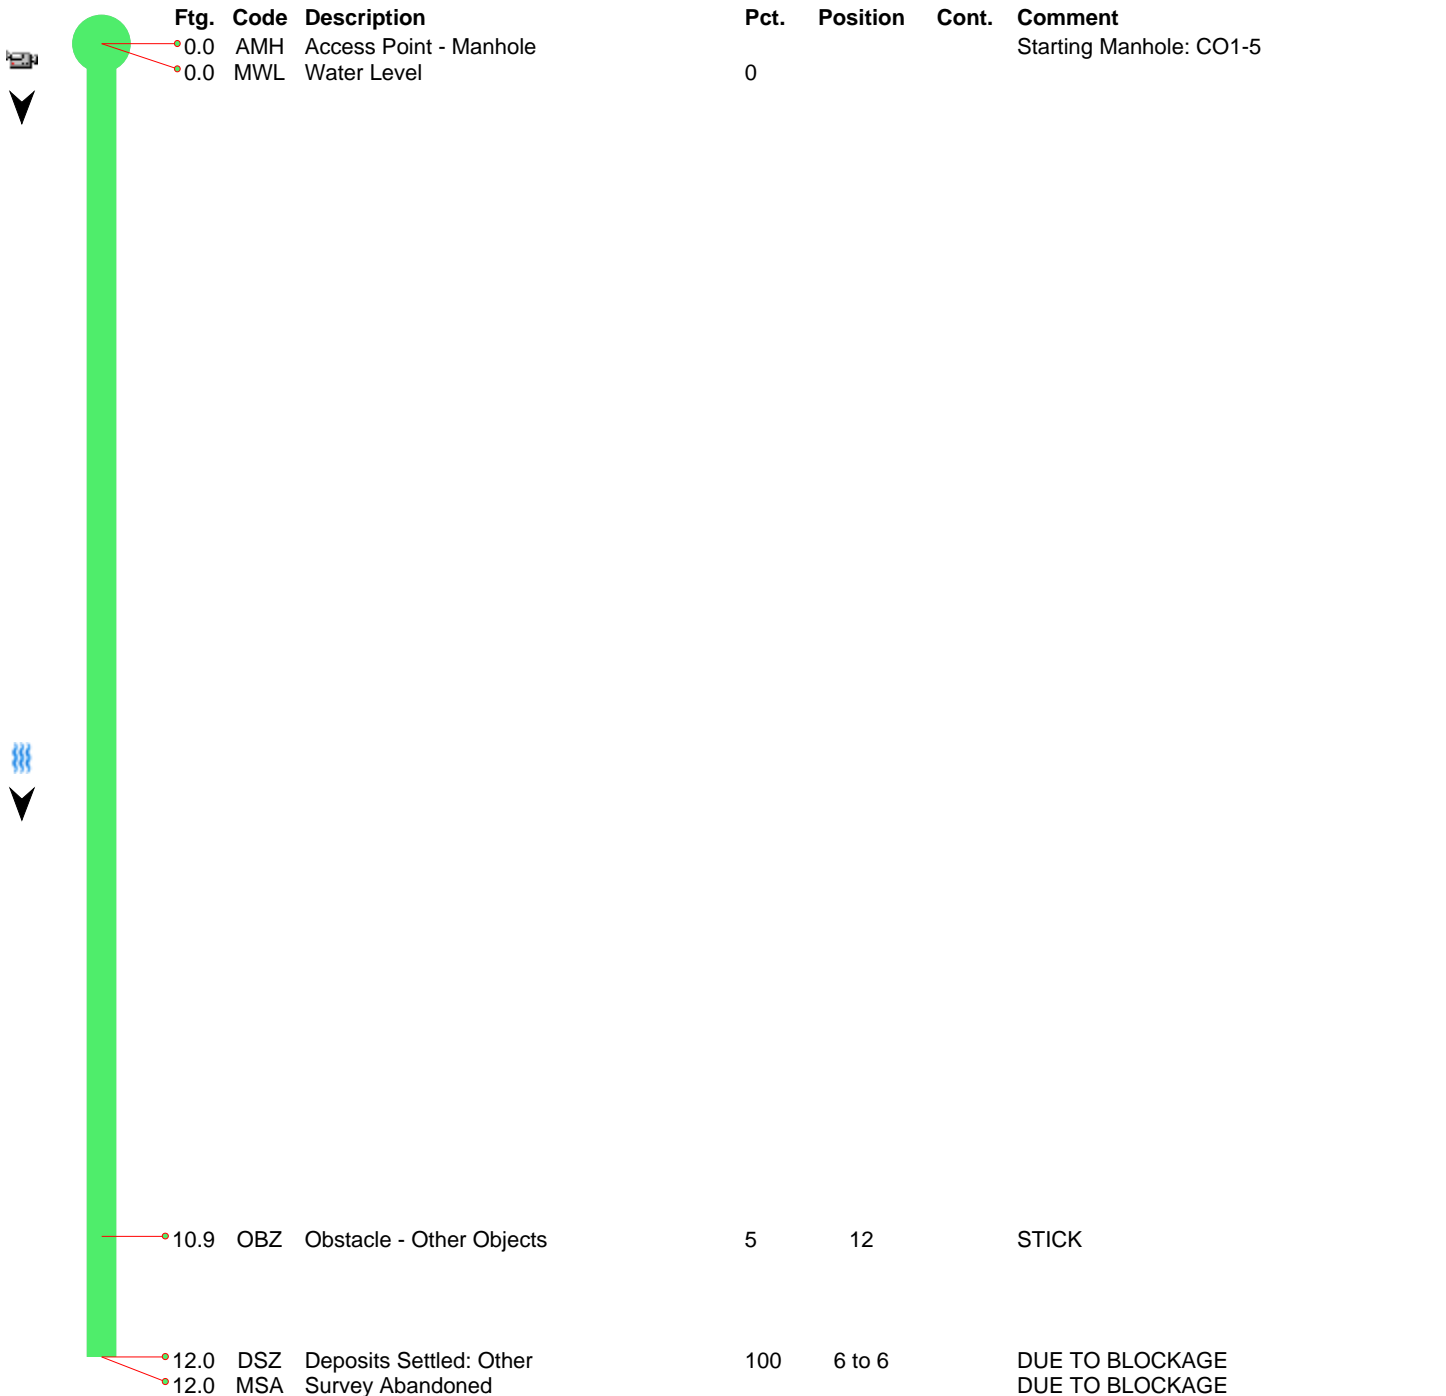 Ftg. Code Description Pct. Position Cont. Comment
0.0 AMH Access Point - Manhole Starting Manhole: CO1-5
0.0 MWL Water Level 0
10.9 OBZ Obstacle - Other Objects 5 12 STICK
12.0 DSZ Deposits Settled: Other 100 6 to 6 DUE TO BLOCKAGE
12.0 MSA Survey Abandoned DUE TO BLOCKAGE